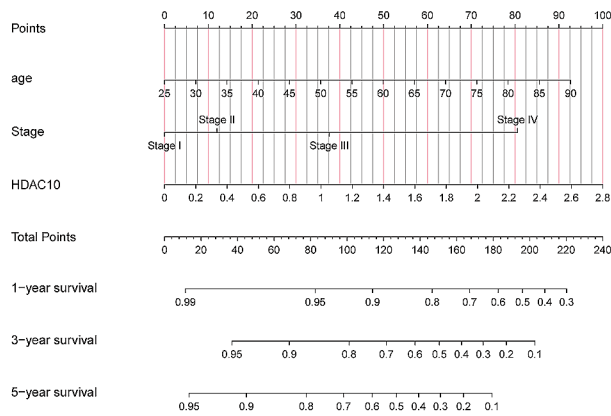 Points 0 10 20 30 40 50 60 70 80 90 100
age 25 30 35 40 45 50 55 60 65 70 75 80 85 90
Stage Stage II Stage IV
Stage I Stage III
HDAC10 0 0.2 0.4 0.6 0.8 1 1.2 1.4 1.6 1.8 2 2.2 2.4 2.6 2.8
Total Points 0 20 40 60 80 100 120 140 160 180 200 220 240
1−year survival 0.99 0.95 0.9 0.8 0.7 0.6 0.5 0.4 0.3
3−year survival 0.95 0.9 0.8 0.7 0.6 0.5 0.4 0.3 0.2 0.1
5−year survival 0.95 0.9 0.8 0.7 0.6 0.5 0.4 0.3 0.2 0.1